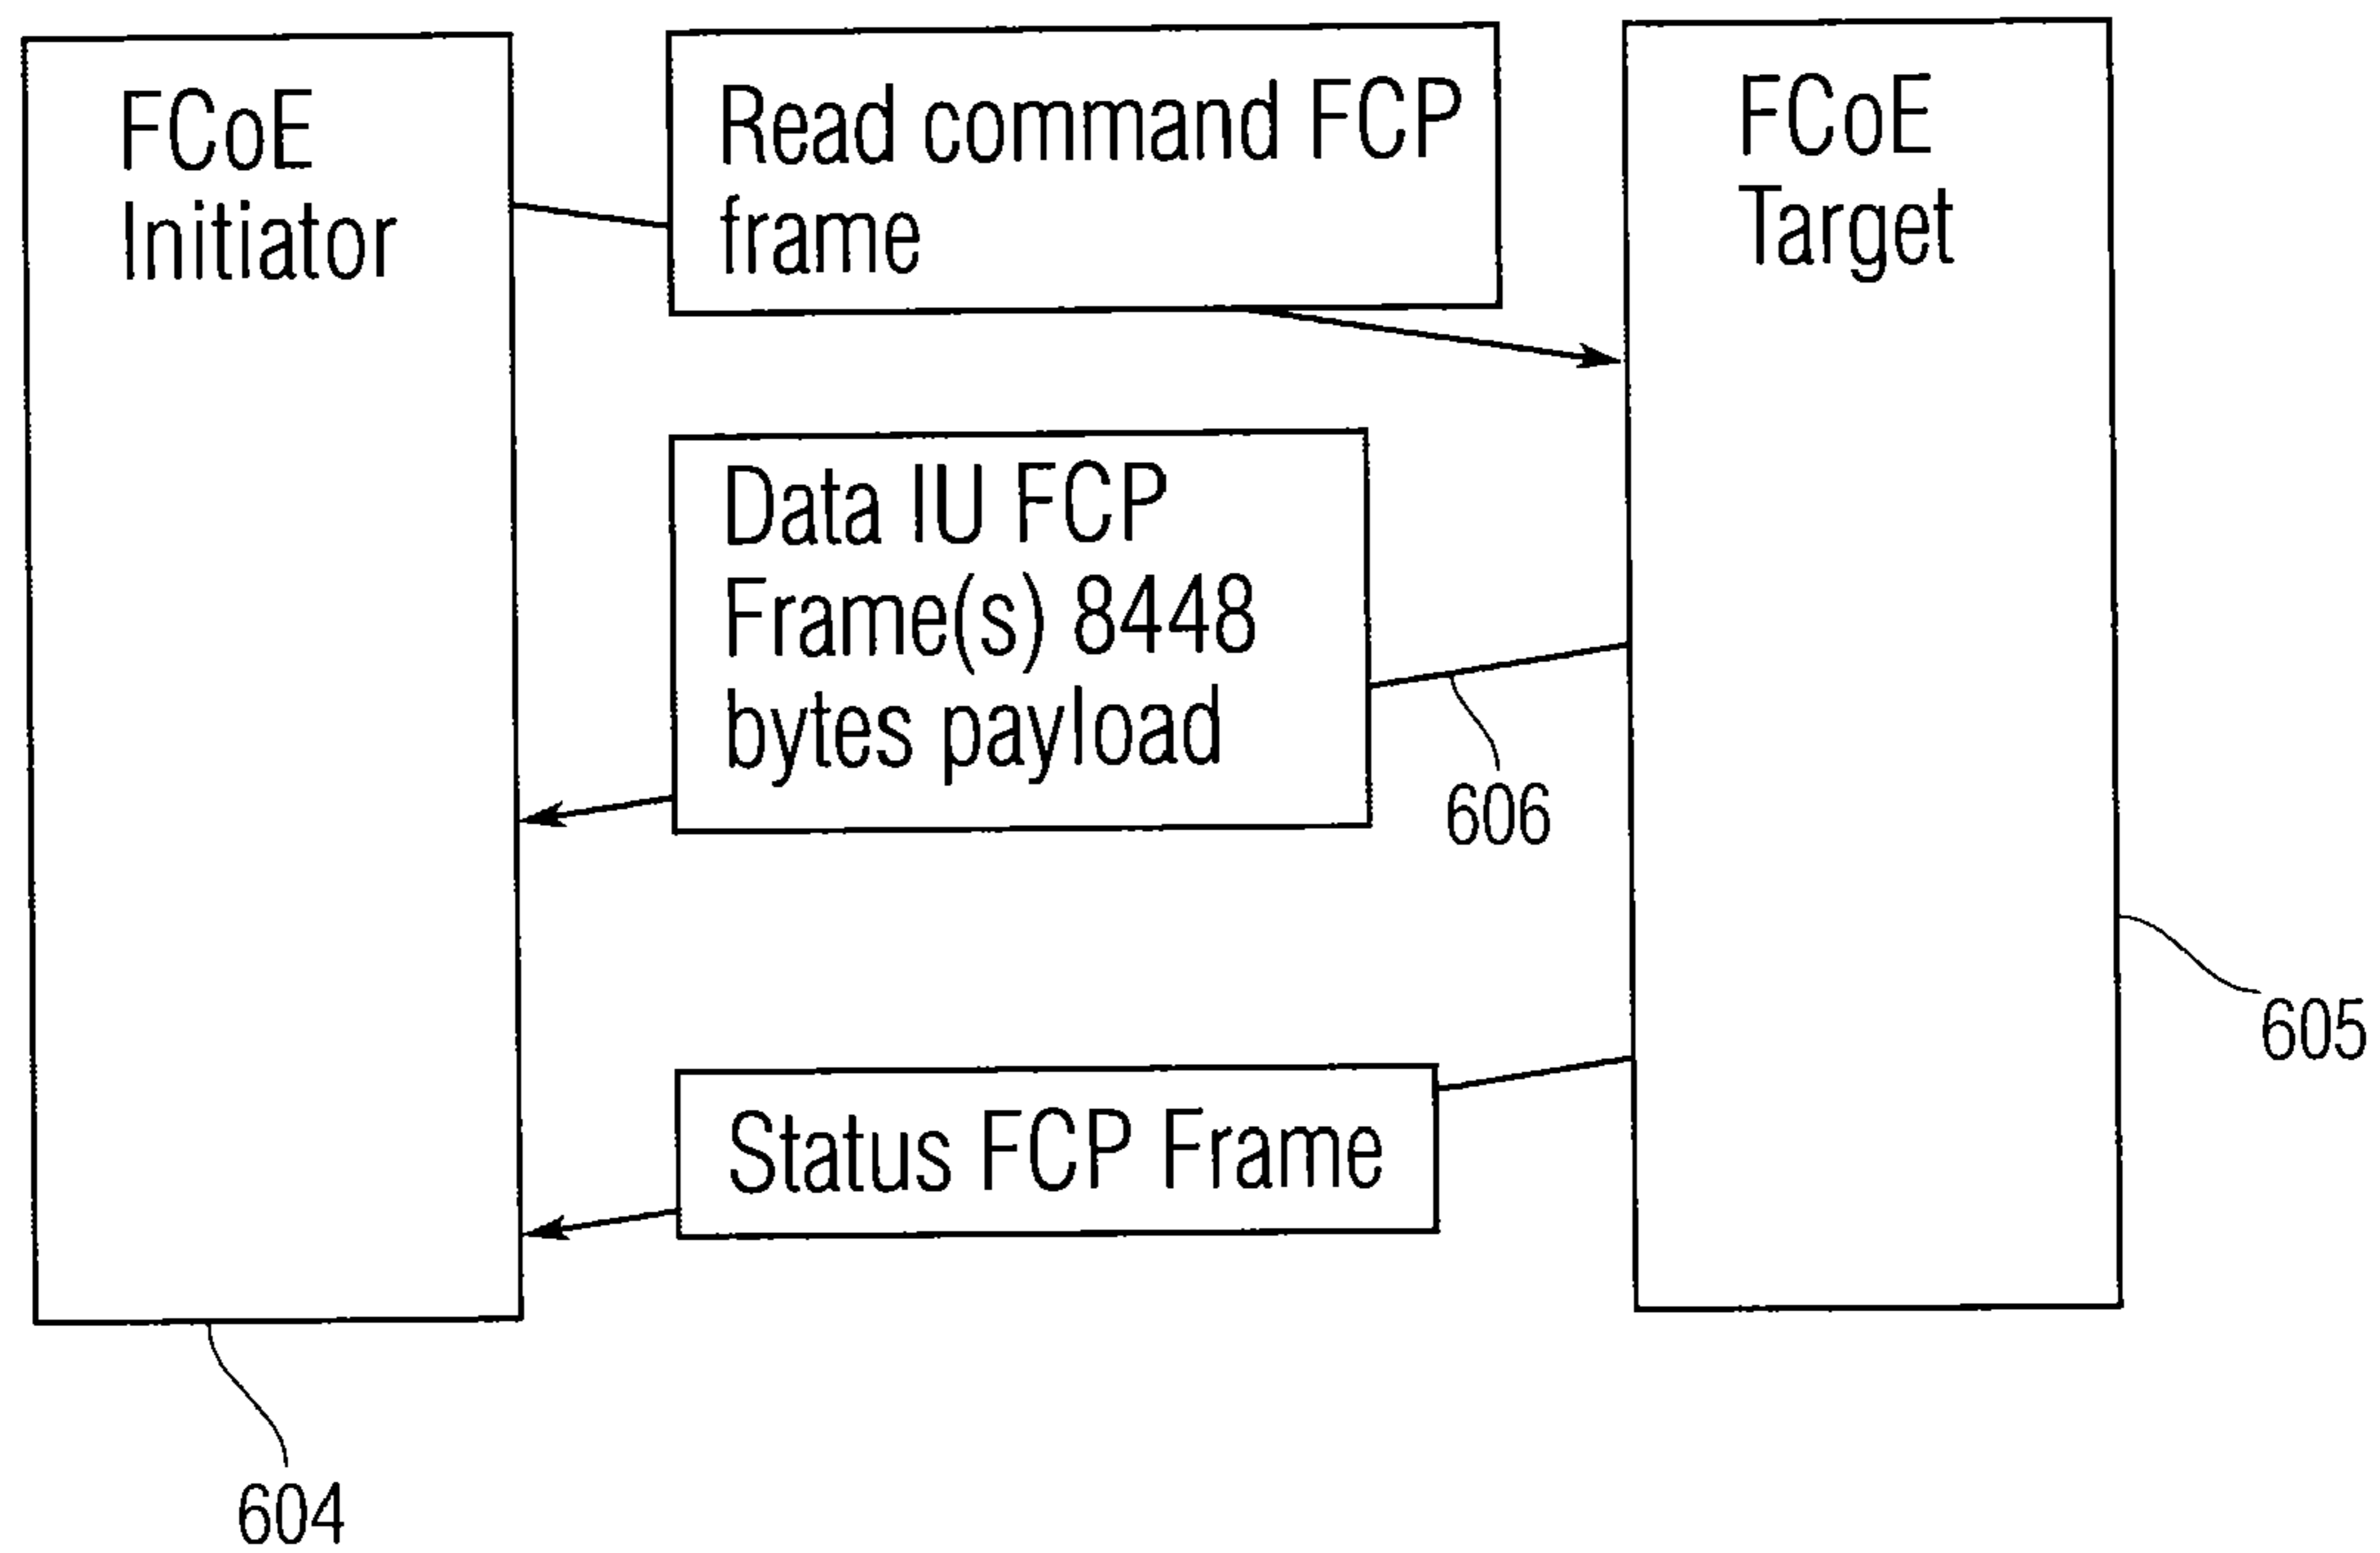 FCoE
Initiator
Read command FCP
frame
FCoE
Target
Data IU FCP
Frame(s) 8448
bytes payload
606
605
Status FCP Frame
604